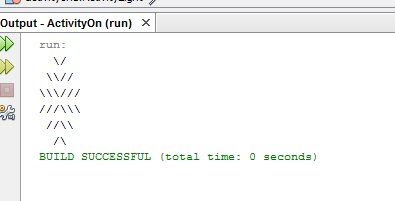 Output - ActivityOn (run)
run:
  \/
 \\//
\\\///
///\\\
 //\\
  /\
BUILD SUCCESSFUL (total time: 0 seconds)